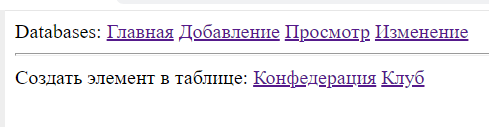 Databases: Главная Добавление Просмотр Изменение
Создать элемент в таблице: Конфедерация Клуб